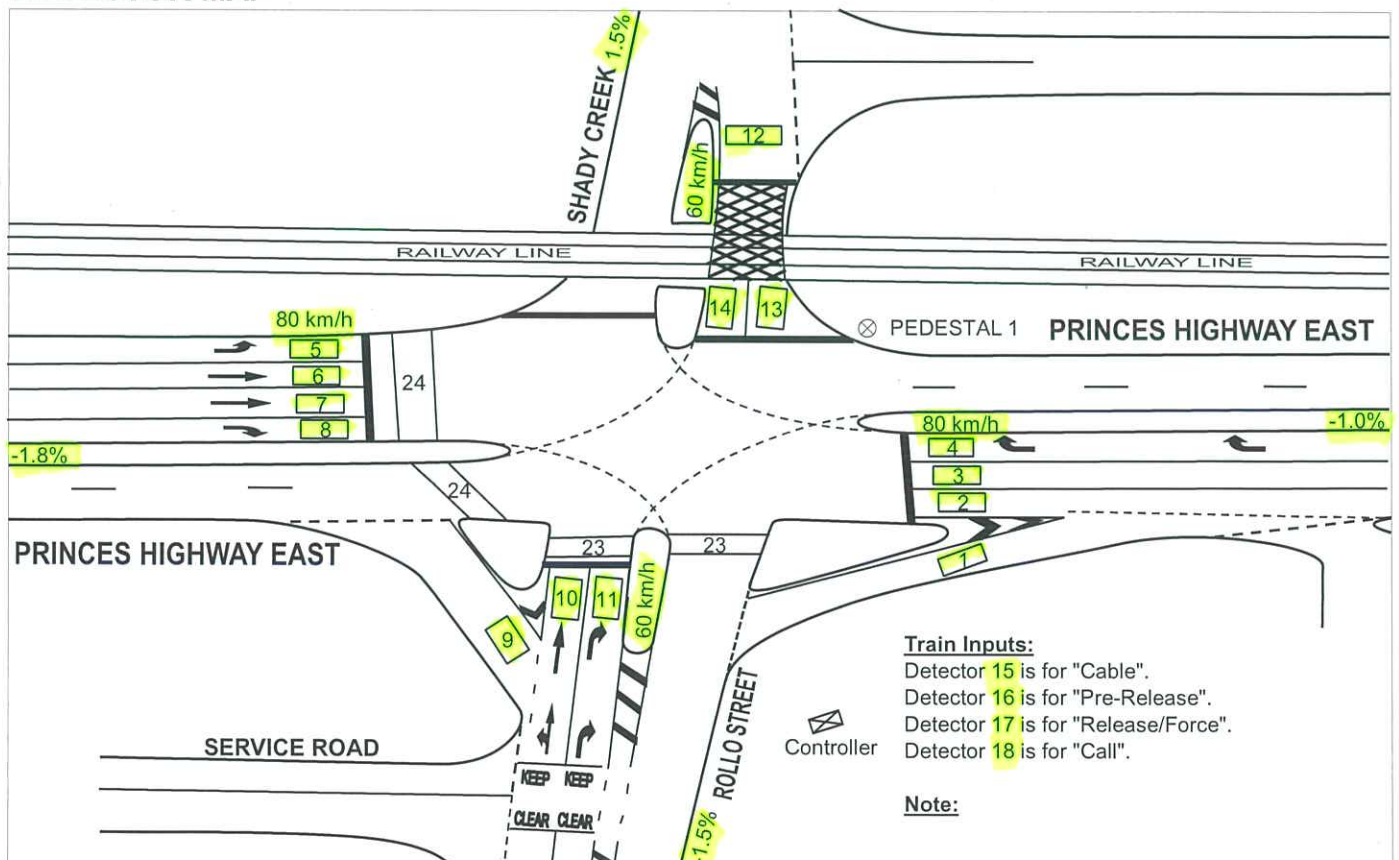 SHADY CREEK 1.5%
12
60 km/h
RAILWAY LINE
RAILWAY LINE
14
13
PEDESTAL 1
PRINCES HIGHWAY EAST
80 km/h
5
6
7
8
24
-1.8%
24
80 km/h
-1.0%
4
3
2
1
PRINCES HIGHWAY EAST
23
23
10
11
60 km/h
9
SERVICE ROAD
KEEP KEEP
CLEAR CLEAR
ROLLO STREET
Controller
Train Inputs:
Detector 15 is for "Cable".
Detector 16 is for "Pre-Release".
Detector 17 is for "Release/Force".
Detector 18 is for "Call".
Note: